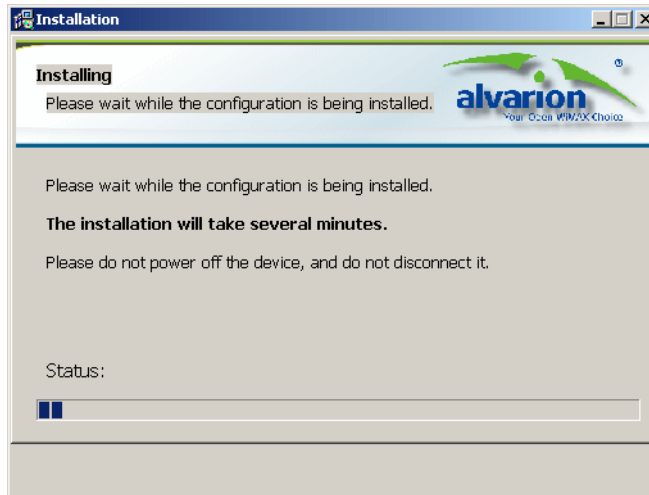 Installation
Installing
Please wait while the configuration is being installed.
alvarion
Your Open WiMAX Choice
Please wait while the configuration is being installed.
The installation will take several minutes.
Please do not power off the device, and do not disconnect it.
Status: